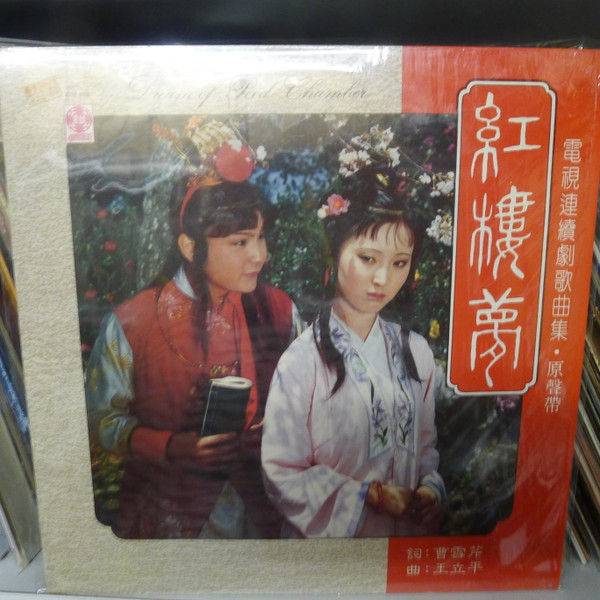 Dream of Red Chamber
紅樓夢
電視連續劇歌曲集·原聲帶
詞：曹雪芹
曲：王立平